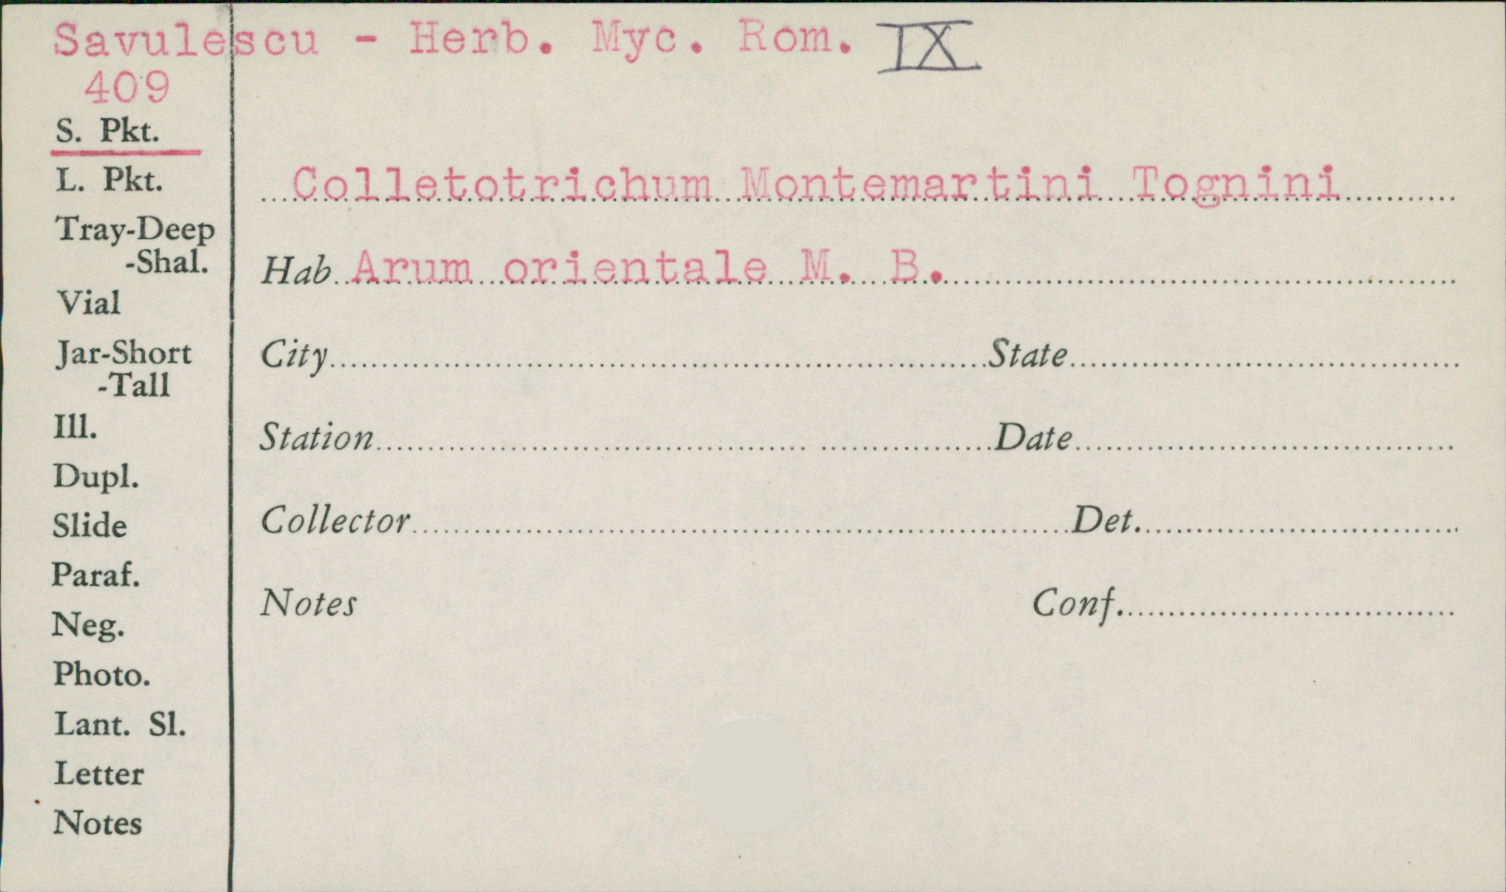 Savulescu - Herb. Myc. Rom. IX
409
S. Pkt.
L. Pkt.
Colletotrichum Montemartini Tognini
Tray-Deep
-Shal.
Hab Arum orientale M. B.
Vial
Jar-Short
-Tall
City State
Ill.
Station Date
Dupl.
Slide
Collector Det.
Paraf.
Neg.
Notes Conf.
Photo.
Lant. Sl.
Letter
Notes